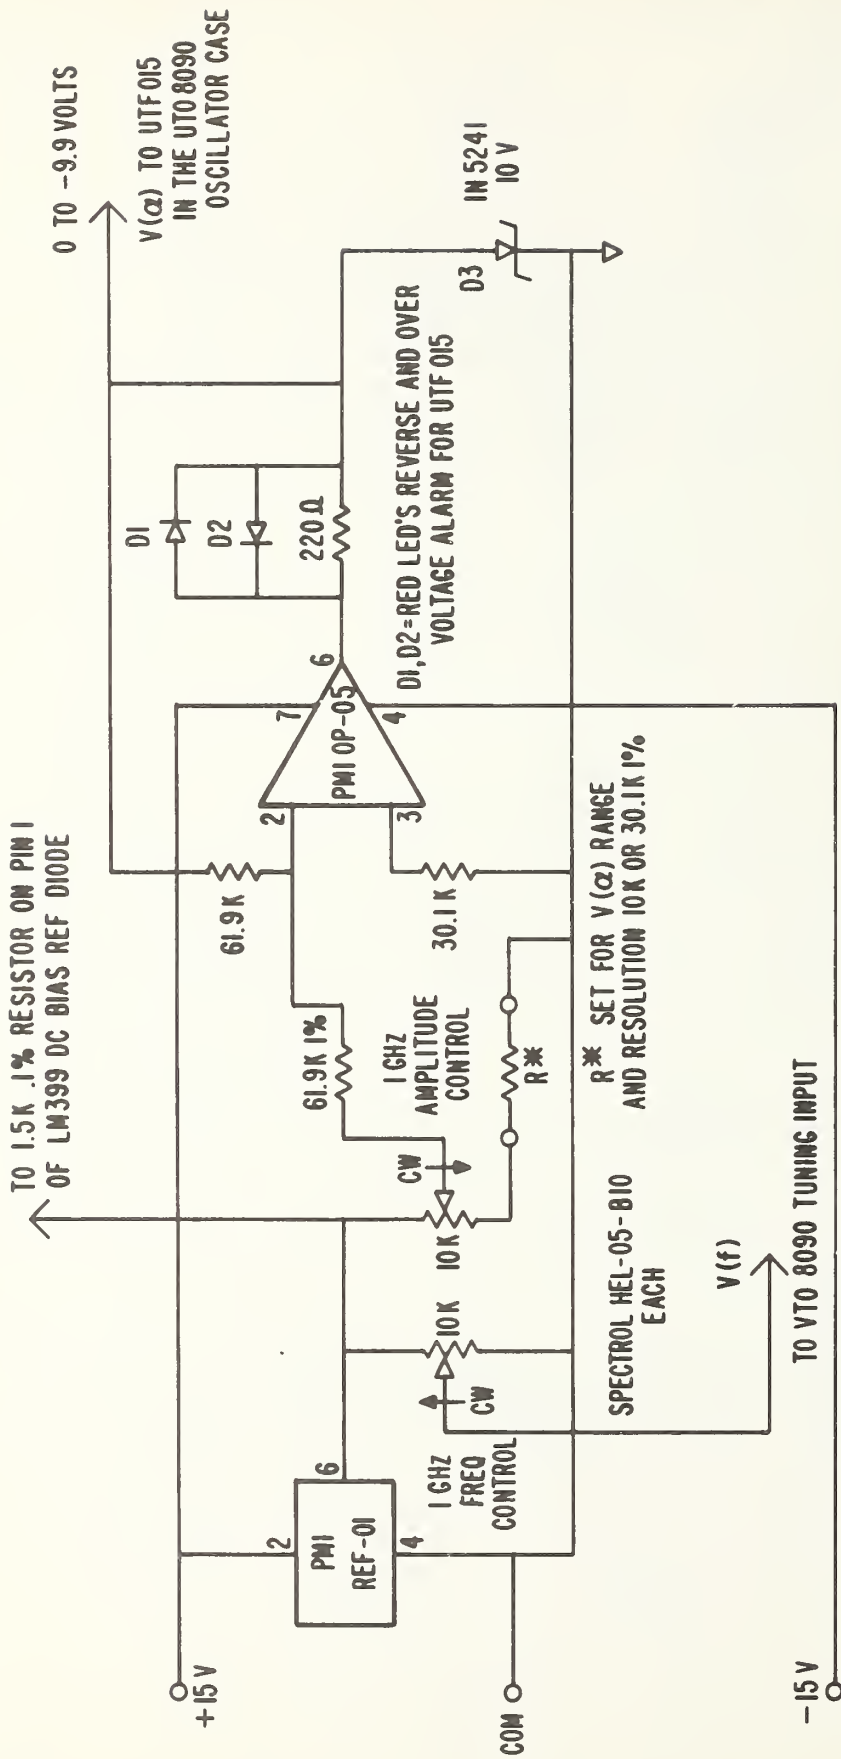 TO 1.5K .1% RESISTOR ON PIN 1
OF LM399 DC BIAS REF DIODE
0 TO -9.9 VOLTS
V(α) TO UTF015
IN THE UTO 8090
OSCILLATOR CASE
+15V
2
PMI
REF-01
6
4
COM
-15V
1 GHZ
FREQ
CONTROL
CW
10K
10K
CW
61.9K 1%
1 GHZ
AMPLITUDE
CONTROL
R*
61.9K
30.1K
2
3
PMI OP-05
7
4
6
D1
D2
220Ω
D1,D2=RED LED'S REVERSE AND OVER
VOLTAGE ALARM FOR UTF 015
D3
IN 5241
10 V
R* SET FOR V(α) RANGE
AND RESOLUTION 10K OR 30.1K 1%
SPECTROL HEL-05-B10
EACH
V(f)
TO VTO 8090 TUNING INPUT